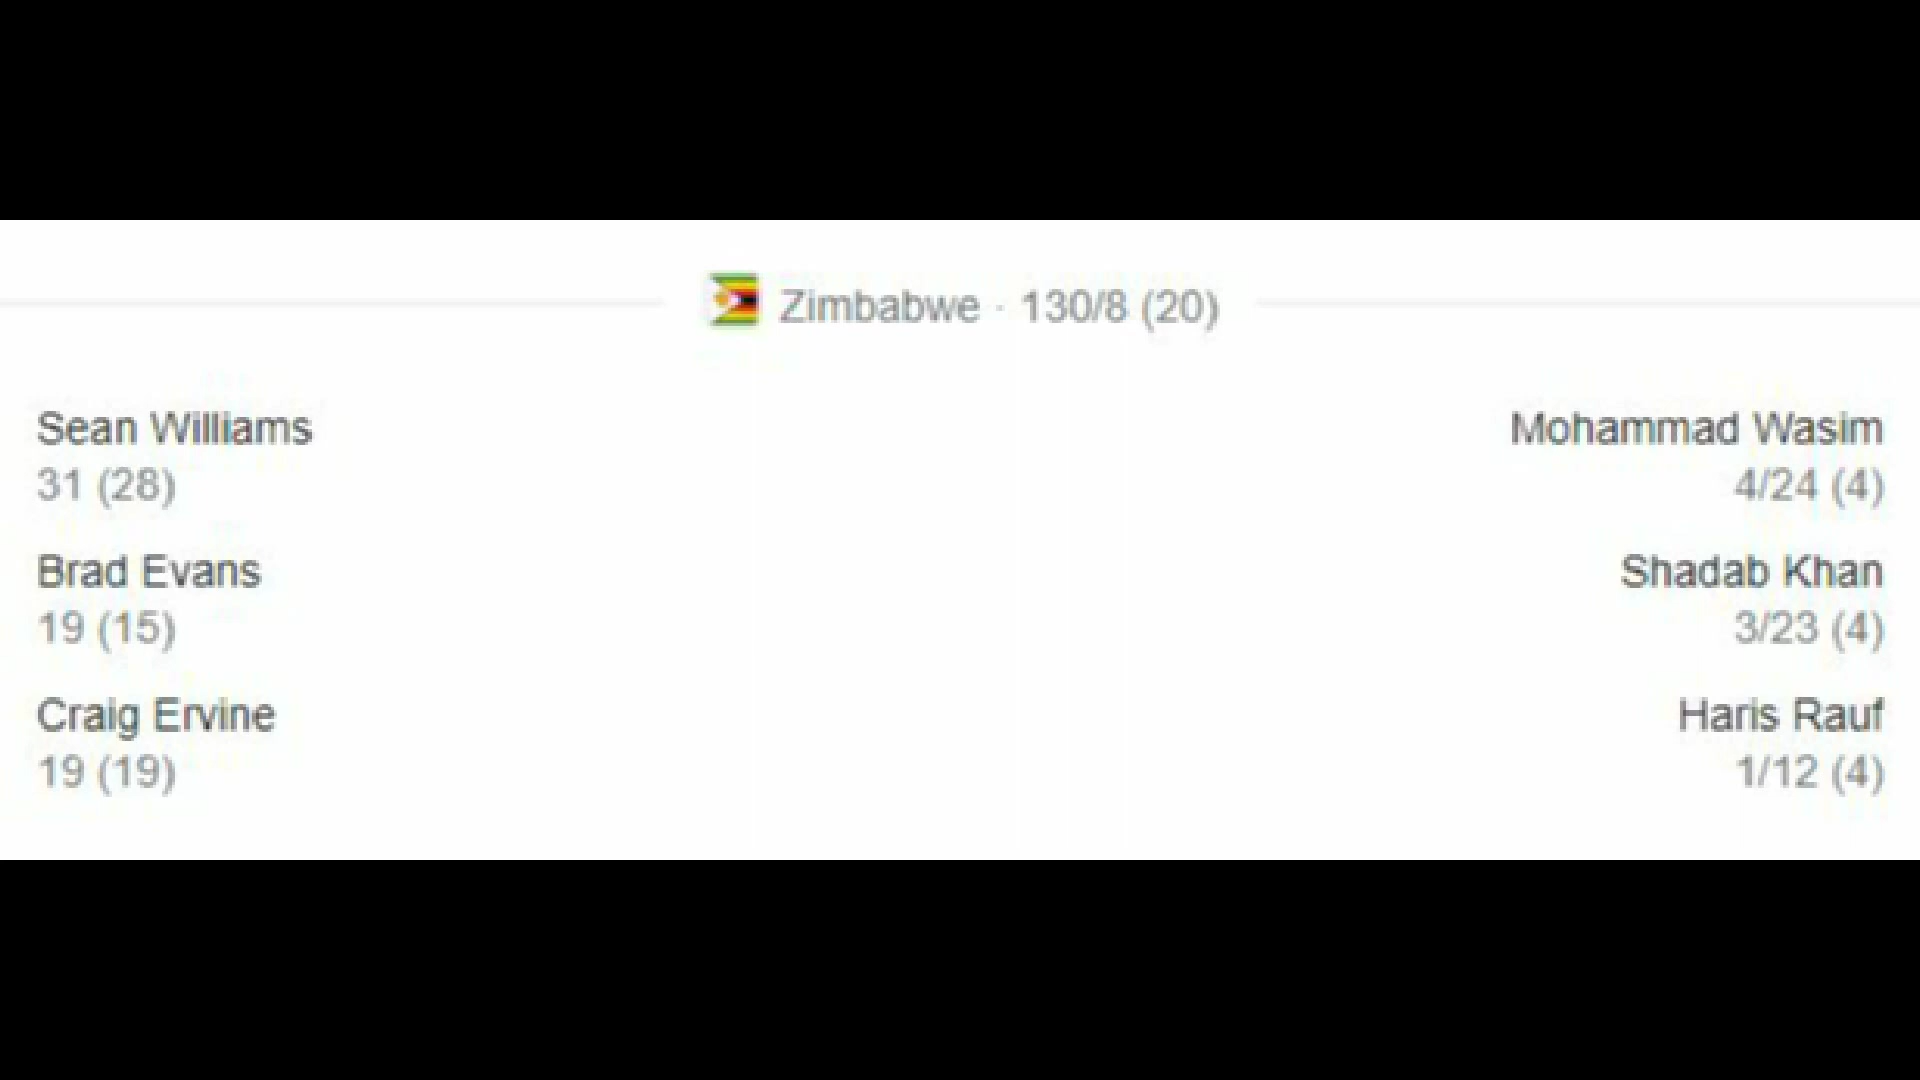 Zimbabwe · 130/8 (20)
Sean Williams
31 (28)
Mohammad Wasim
4/24 (4)
Brad Evans
19 (15)
Shadab Khan
3/23 (4)
Craig Ervine
19 (19)
Haris Rauf
1/12 (4)